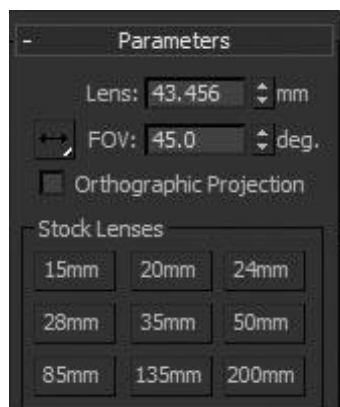 - Parameters
Lens: 43.456 mm
FOV: 45.0 deg.
Orthographic Projection
Stock Lenses
15mm 20mm 24mm
28mm 35mm 50mm
85mm 135mm 200mm